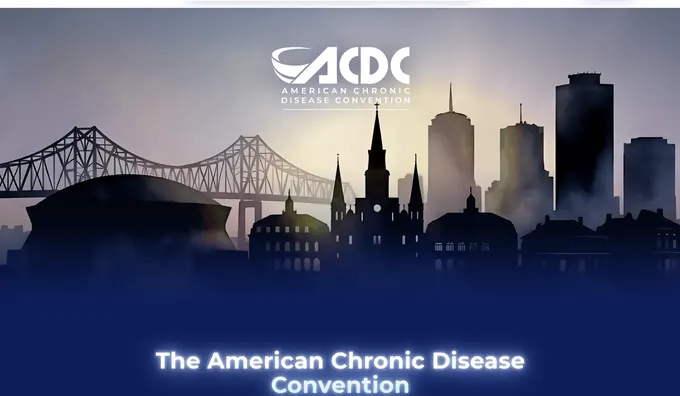 ACDC
AMERICAN CHRONIC
DISEASE CONVENTION
The American Chronic Disease
Convention